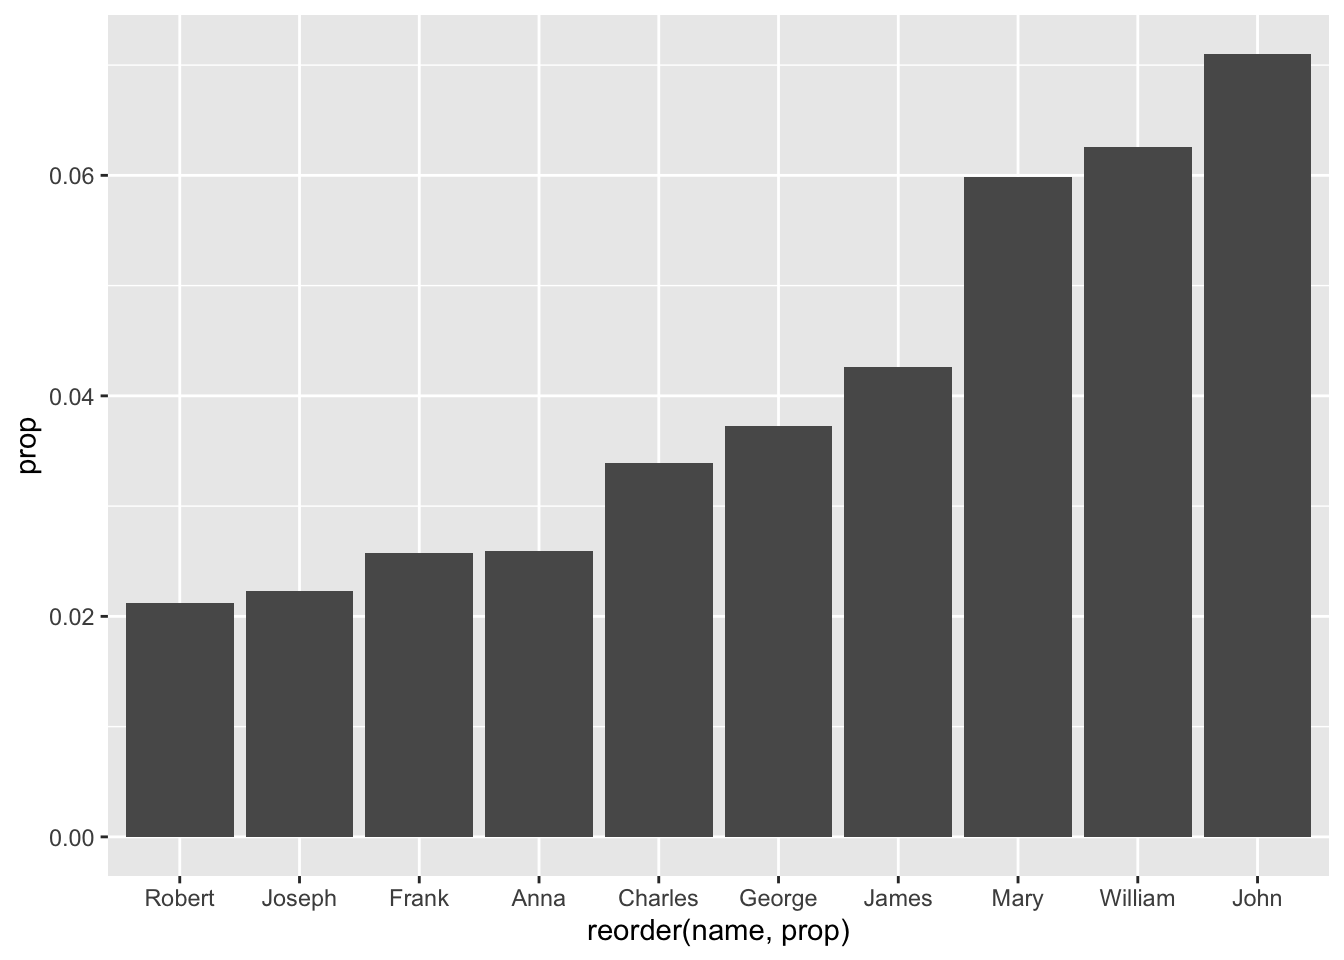 prop
0.06
0.04
0.02
0.00
Robert Joseph Frank Anna Charles George James Mary William John
reorder(name, prop)